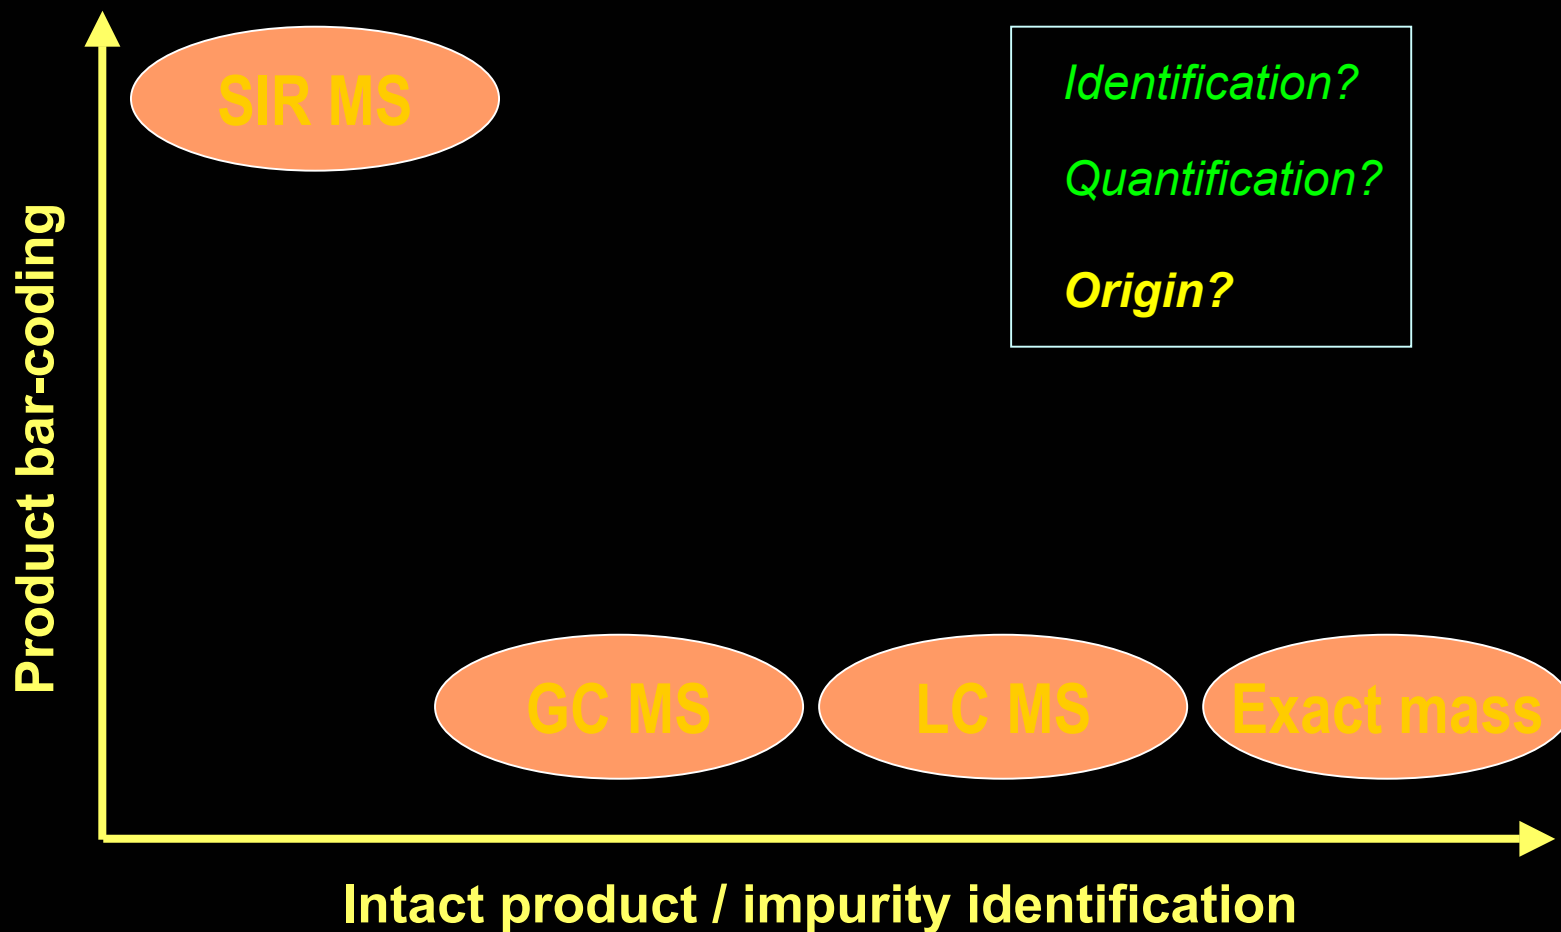 SIR MS
Identification?
Quantification?
Origin?
Product bar-coding
GC MS
LC MS
Exact mass
Intact product / impurity identification